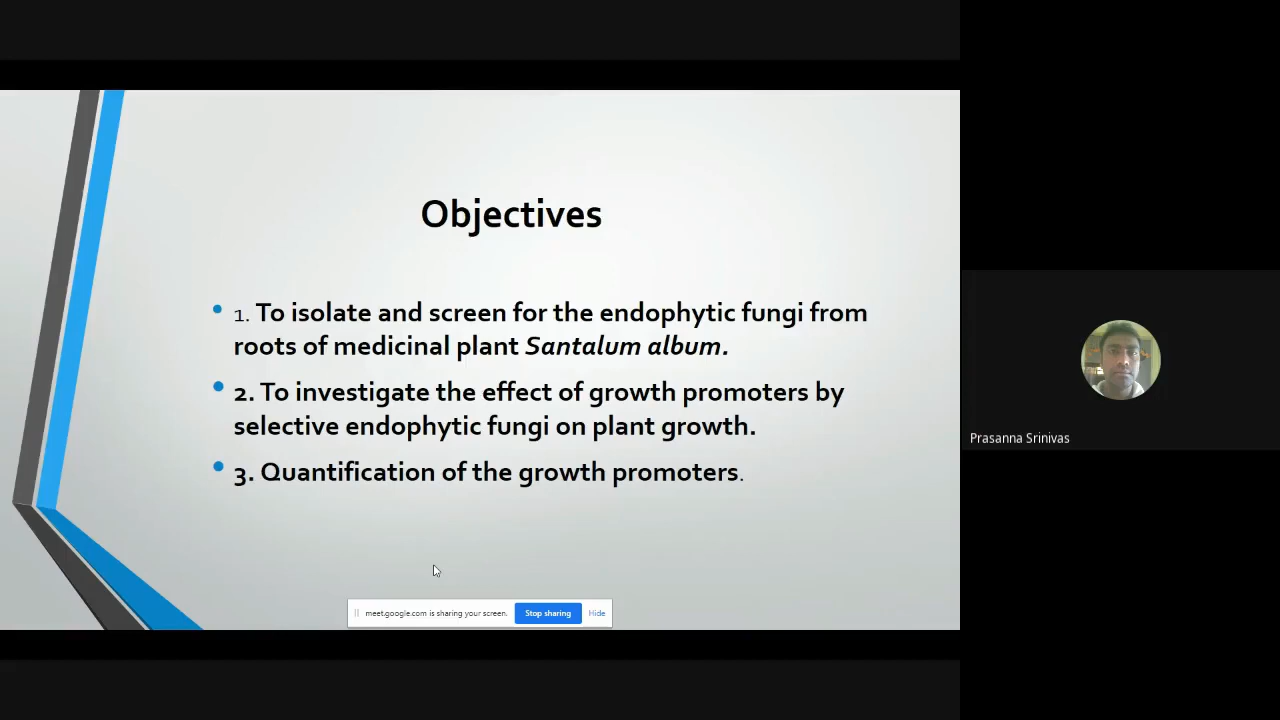 Objectives
• 1. To isolate and screen for the endophytic fungi from
roots of medicinal plant Santalum album.
• 2. To investigate the effect of growth promoters by
selective endophytic fungi on plant growth.
• 3. Quantification of the growth promoters.
meet.google.com is sharing your screen. Stop sharing Hide
Prasanna Srinivas